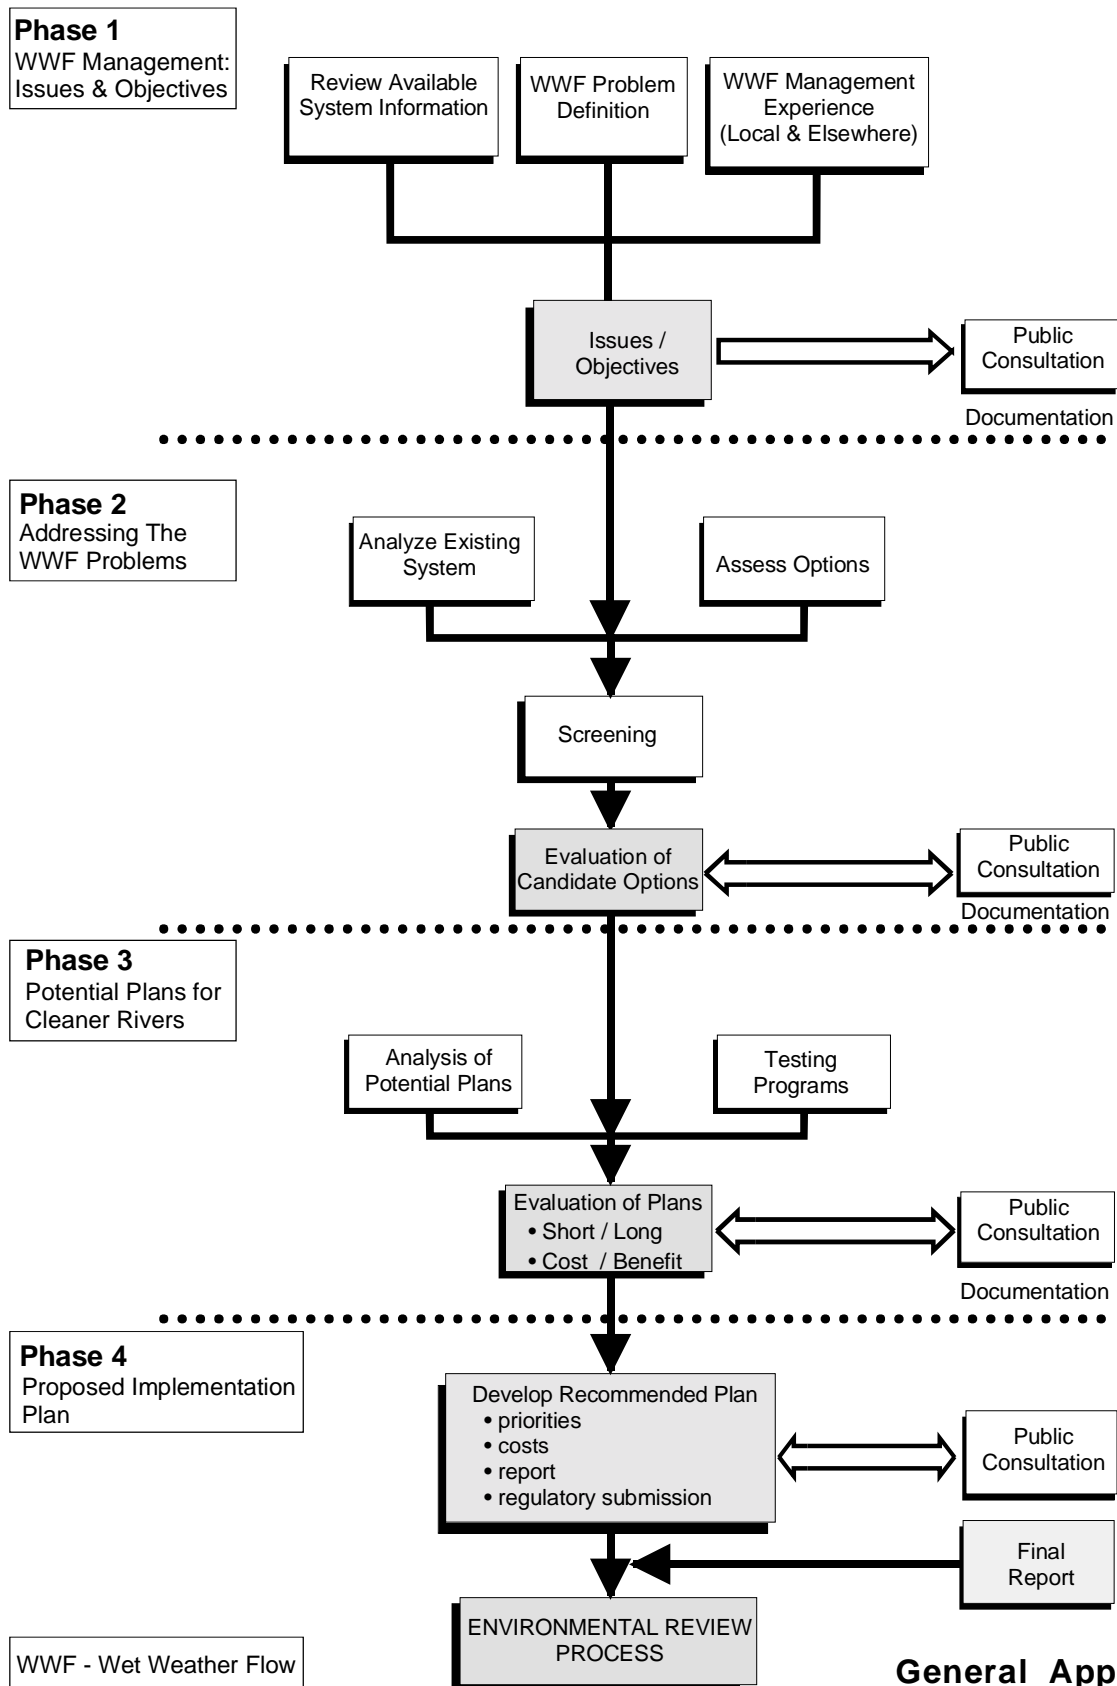 Phase 1
WWF Management:
Issues & Objectives
Review Available
System Information
WWF Problem
Definition
WWF Management
Experience
(Local & Elsewhere)
Issues /
Objectives
Public
Consultation
Documentation
Phase 2
Addressing The
WWF Problems
Analyze Existing
System
Assess Options
Screening
Evaluation of
Candidate Options
Public
Consultation
Documentation
Phase 3
Potential Plans for
Cleaner Rivers
Analysis of
Potential Plans
Testing
Programs
Evaluation of Plans
• Short / Long
• Cost / Benefit
Public
Consultation
Documentation
Phase 4
Proposed Implementation
Plan
Develop Recommended Plan
• priorities
• costs
• report
• regulatory submission
Public
Consultation
Final
Report
ENVIRONMENTAL REVIEW
PROCESS
WWF - Wet Weather Flow
General App